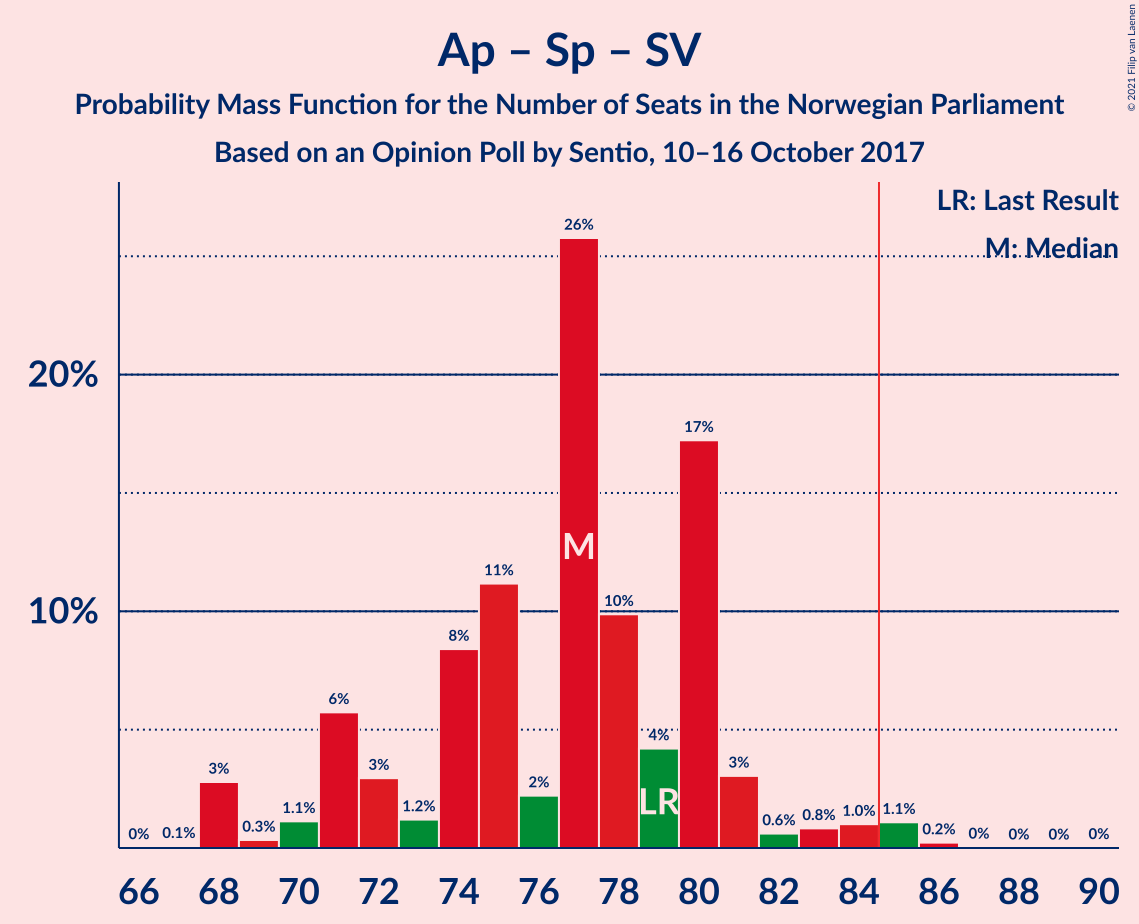 Ap – Sp – SV
Probability Mass Function for the Number of Seats in the Norwegian Parliament
Based on an Opinion Poll by Sentio, 10–16 October 2017
© 2021 Filip van Laenen
LR: Last Result
M: Median
20%
10%
0% 0.1% 3% 0.3% 1.1% 6% 3% 1.2% 8% 11% 2% 26% 10% 4% 17% 3% 0.6% 0.8% 1.0% 1.1% 0.2% 0% 0% 0% 0%
M
LR
66 68 70 72 74 76 78 80 82 84 86 88 90